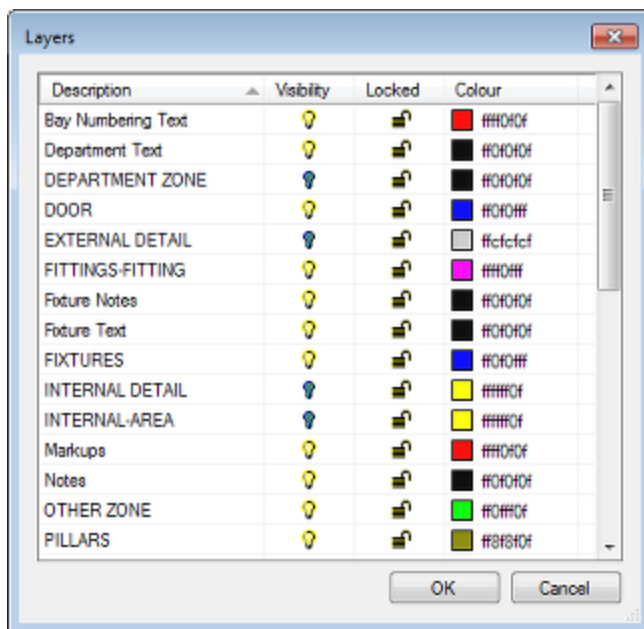 Layers
Description Visibility Locked Colour
Bay Numbering Text ffff0f0f
Department Text ff0f0f0f
DEPARTMENT ZONE ff0f0f0f
DOOR ff0f0fff
EXTERNAL DETAIL ffcfcfcf
FITTINGS-FITTING ffff0fff
Fixture Notes ff0f0f0f
Fixture Text ff0f0f0f
FIXTURES ff0f0fff
INTERNAL DETAIL ffffff0f
INTERNAL-AREA ffffff0f
Markups ffff0f0f
Notes ff0f0f0f
OTHER ZONE ff0fff0f
PILLARS ff8f8f0f
OK Cancel